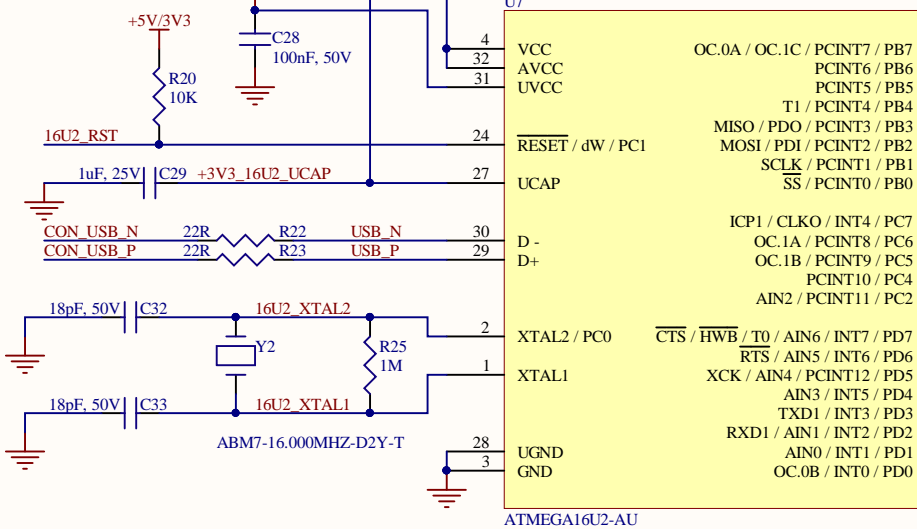 U7
+5V/3V3
C28
100nF, 50V
R20
10K
16U2_RST
1uF, 25V C29 +3V3_16U2_UCAP
CON_USB_N 22R R22 USB_N
CON_USB_P 22R R23 USB_P
18pF, 50V C32 16U2_XTAL2
Y2
R25
1M
18pF, 50V C33 16U2_XTAL1
ABM7-16.000MHZ-D2Y-T
4 VCC
32 AVCC
31 UVCC
24 RESET / dW / PC1
27 UCAP
30 D -
29 D+
2 XTAL2 / PC0
1 XTAL1
28 UGND
3 GND
OC.0A / OC.1C / PCINT7 / PB7
PCINT6 / PB6
PCINT5 / PB5
T1 / PCINT4 / PB4
MISO / PDO / PCINT3 / PB3
MOSI / PDI / PCINT2 / PB2
SCLK / PCINT1 / PB1
SS / PCINT0 / PB0
ICP1 / CLKO / INT4 / PC7
OC.1A / PCINT8 / PC6
OC.1B / PCINT9 / PC5
PCINT10 / PC4
AIN2 / PCINT11 / PC2
CTS / HWB / T0 / AIN6 / INT7 / PD7
RTS / AIN5 / INT6 / PD6
XCK / AIN4 / PCINT12 / PD5
AIN3 / INT5 / PD4
TXD1 / INT3 / PD3
RXD1 / AIN1 / INT2 / PD2
AIN0 / INT1 / PD1
OC.0B / INT0 / PD0
ATMEGA16U2-AU